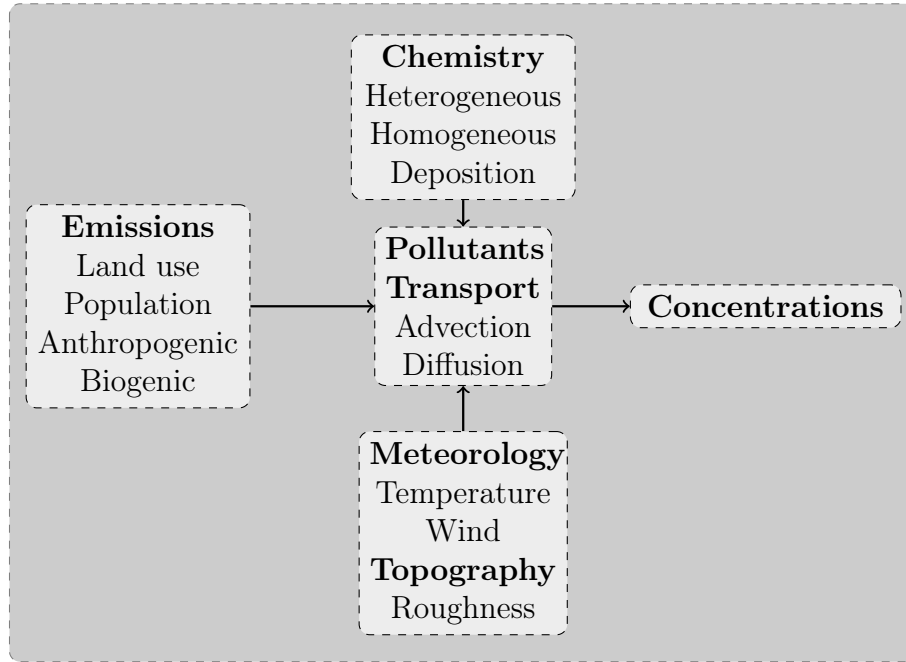 Chemistry
Heterogeneous
Homogeneous
Deposition
Emissions
Land use
Population
Anthropogenic
Biogenic
Pollutants
Transport
Advection
Diffusion
Concentrations
Meteorology
Temperature
Wind
Topography
Roughness